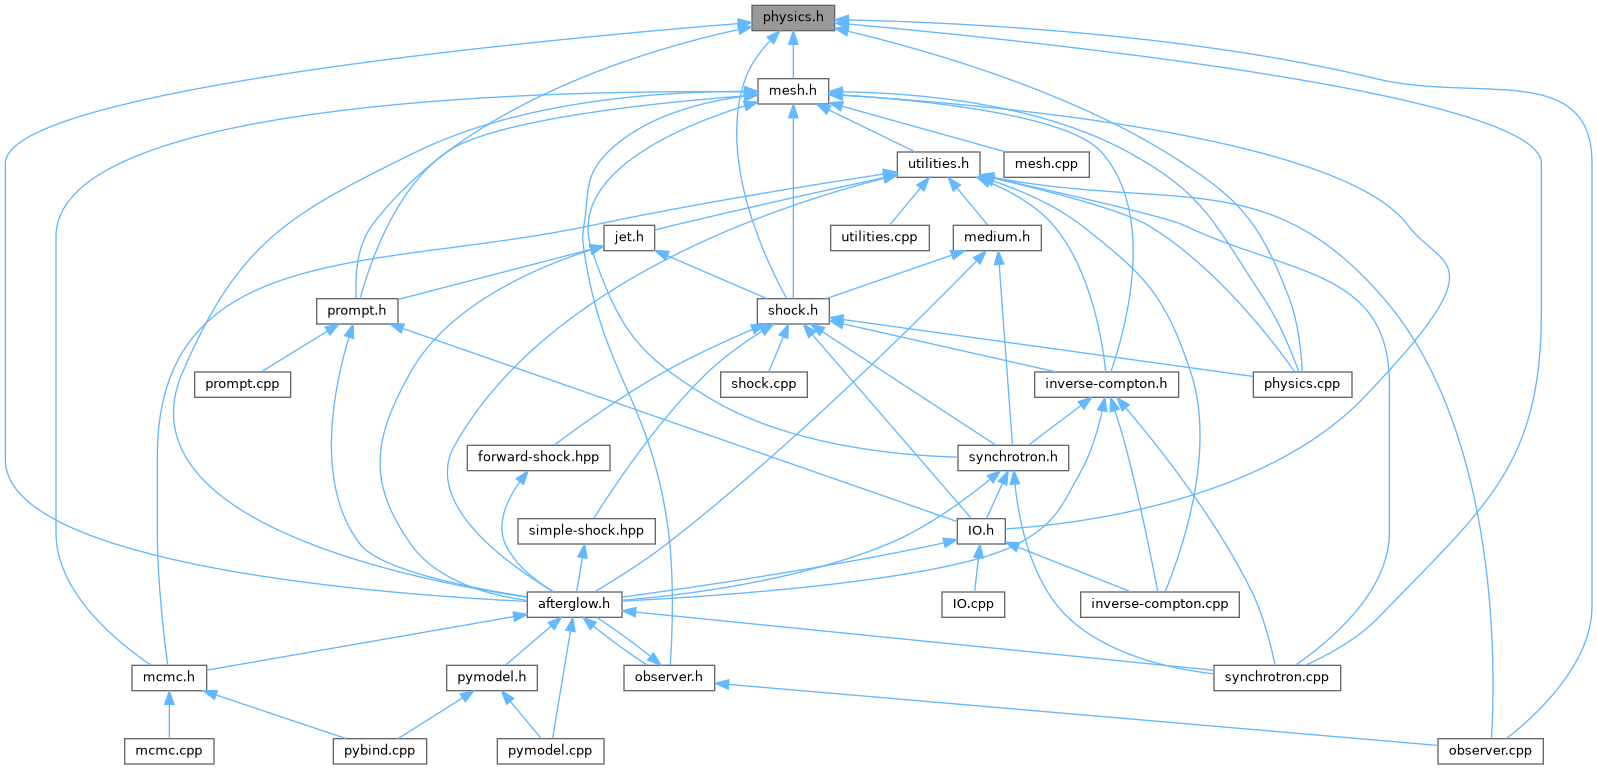 physics.h
mesh.h
utilities.h
mesh.cpp
jet.h
utilities.cpp
medium.h
prompt.h
shock.h
prompt.cpp
shock.cpp
inverse-compton.h
physics.cpp
forward-shock.hpp
synchrotron.h
simple-shock.hpp
IO.h
afterglow.h
IO.cpp
inverse-compton.cpp
mcmc.h
pymodel.h
observer.h
synchrotron.cpp
mcmc.cpp
pybind.cpp
pymodel.cpp
observer.cpp